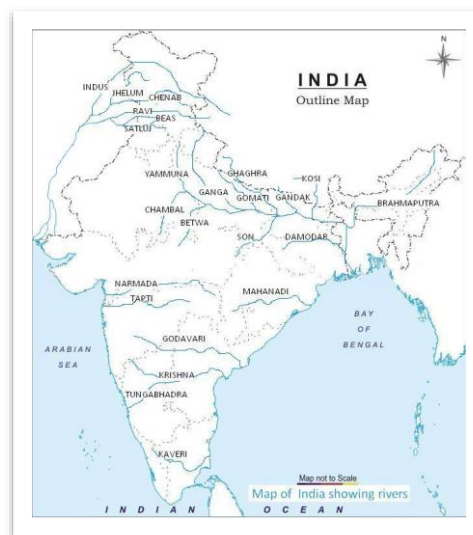 N
INDIA
Outline Map
INDUS
JHELUM
CHENAB
RAVI
BEAS
SATLUJ
YAMMUNA
GHAGHRA
KOSI
GANGA
GOMATI
GANDAK
BRAHMAPUTRA
CHAMBAL
BETWA
SON
DAMODAR
NARMADA
TAPTI
MAHANADI
BAY
OF
BENGAL
GODAVARI
ARABIAN
SEA
KRISHNA
TUNGABHADRA
KAVERI
Map not to Scale
Map of India showing rivers
INDIAN OCEAN